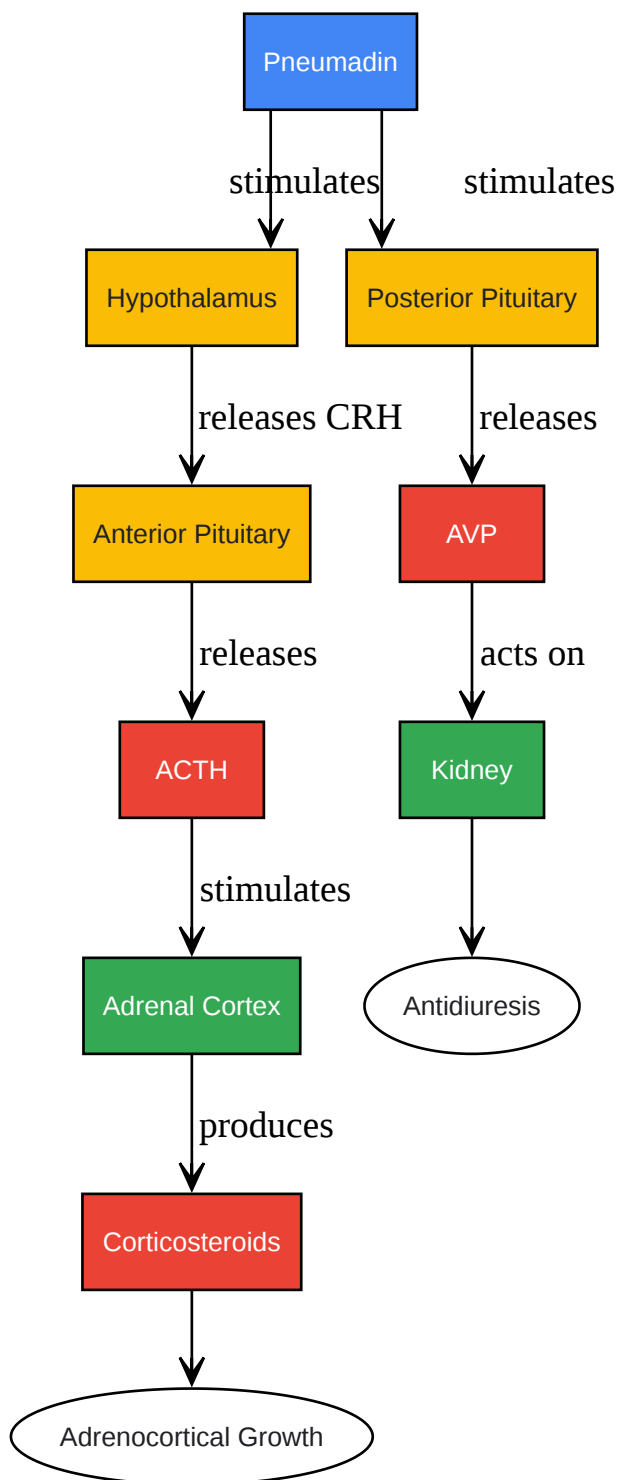 Pneumadin
stimulates
stimulates
Hypothalamus
Posterior Pituitary
releases CRH
releases
Anterior Pituitary
AVP
releases
acts on
ACTH
Kidney
stimulates
Adrenal Cortex
Antidiuresis
produces
Corticosteroids
Adrenocortical Growth